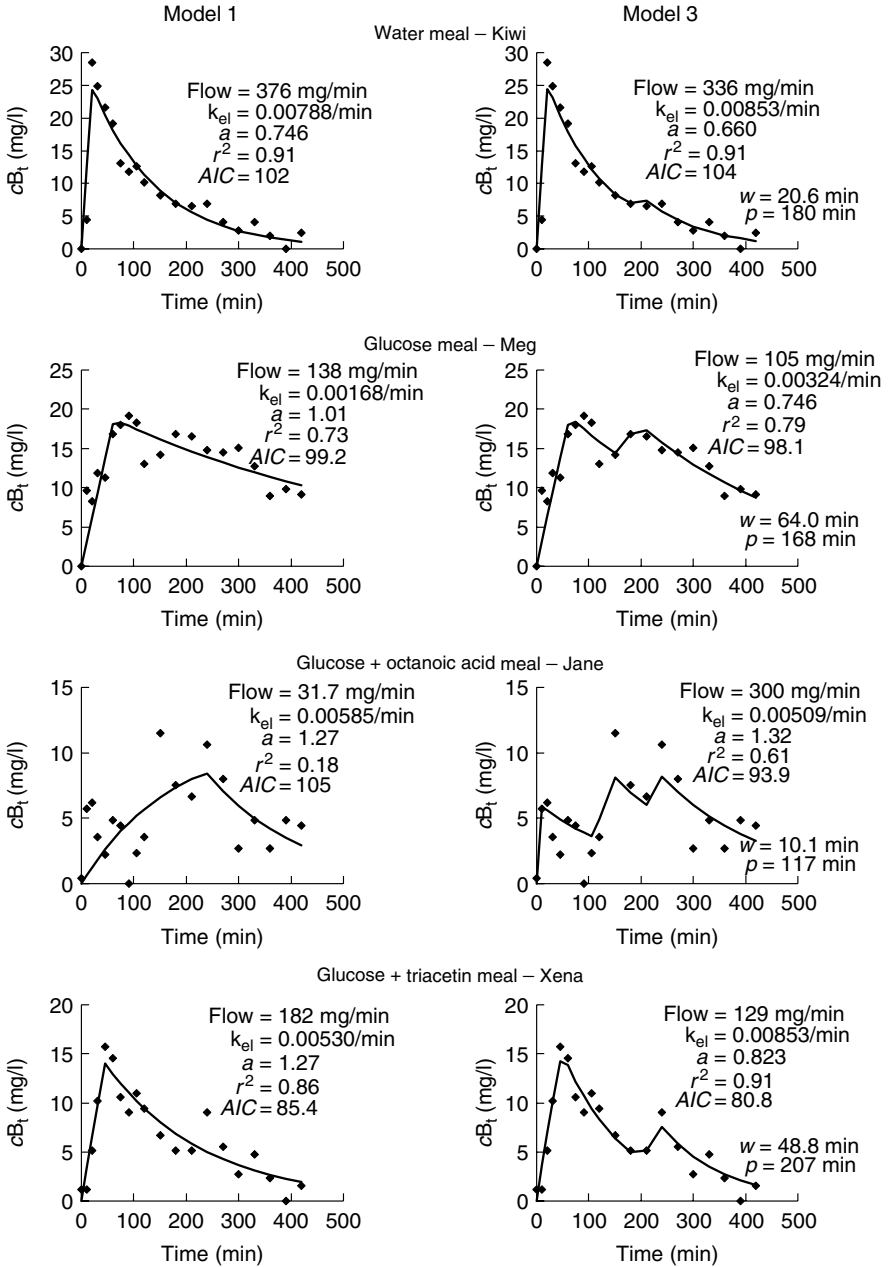 Model 1
Model 3
Water meal – Kiwi
30
25
20
15
10
5
0
cBt (mg/l)
Flow = 376 mg/min
kel = 0.00788/min
a = 0.746
r² = 0.91
AIC = 102
0 100 200 300 400 500
Time (min)
30
25
20
15
10
5
0
cBt (mg/l)
Flow = 336 mg/min
kel = 0.00853/min
a = 0.660
r² = 0.91
AIC = 104
w = 20.6 min
p = 180 min
0 100 200 300 400 500
Time (min)
Glucose meal – Meg
25
20
15
10
5
0
cBt (mg/l)
Flow = 138 mg/min
kel = 0.00168/min
a = 1.01
r² = 0.73
AIC = 99.2
0 100 200 300 400 500
Time (min)
25
20
15
10
5
0
cBt (mg/l)
Flow = 105 mg/min
kel = 0.00324/min
a = 0.746
r² = 0.79
AIC = 98.1
w = 64.0 min
p = 168 min
0 100 200 300 400 500
Time (min)
Glucose + octanoic acid meal – Jane
15
10
5
0
cBt (mg/l)
Flow = 31.7 mg/min
kel = 0.00585/min
a = 1.27
r² = 0.18
AIC = 105
0 100 200 300 400 500
Time (min)
15
10
5
0
cBt (mg/l)
Flow = 300 mg/min
kel = 0.00509/min
a = 1.32
r² = 0.61
AIC = 93.9
w = 10.1 min
p = 117 min
0 100 200 300 400 500
Time (min)
Glucose + triacetin meal – Xena
20
15
10
5
0
cBt (mg/l)
Flow = 182 mg/min
kel = 0.00530/min
a = 1.27
r² = 0.86
AIC = 85.4
0 100 200 300 400 500
Time (min)
20
15
10
5
0
cBt (mg/l)
Flow = 129 mg/min
kel = 0.00853/min
a = 0.823
r² = 0.91
AIC = 80.8
w = 48.8 min
p = 207 min
0 100 200 300 400 500
Time (min)